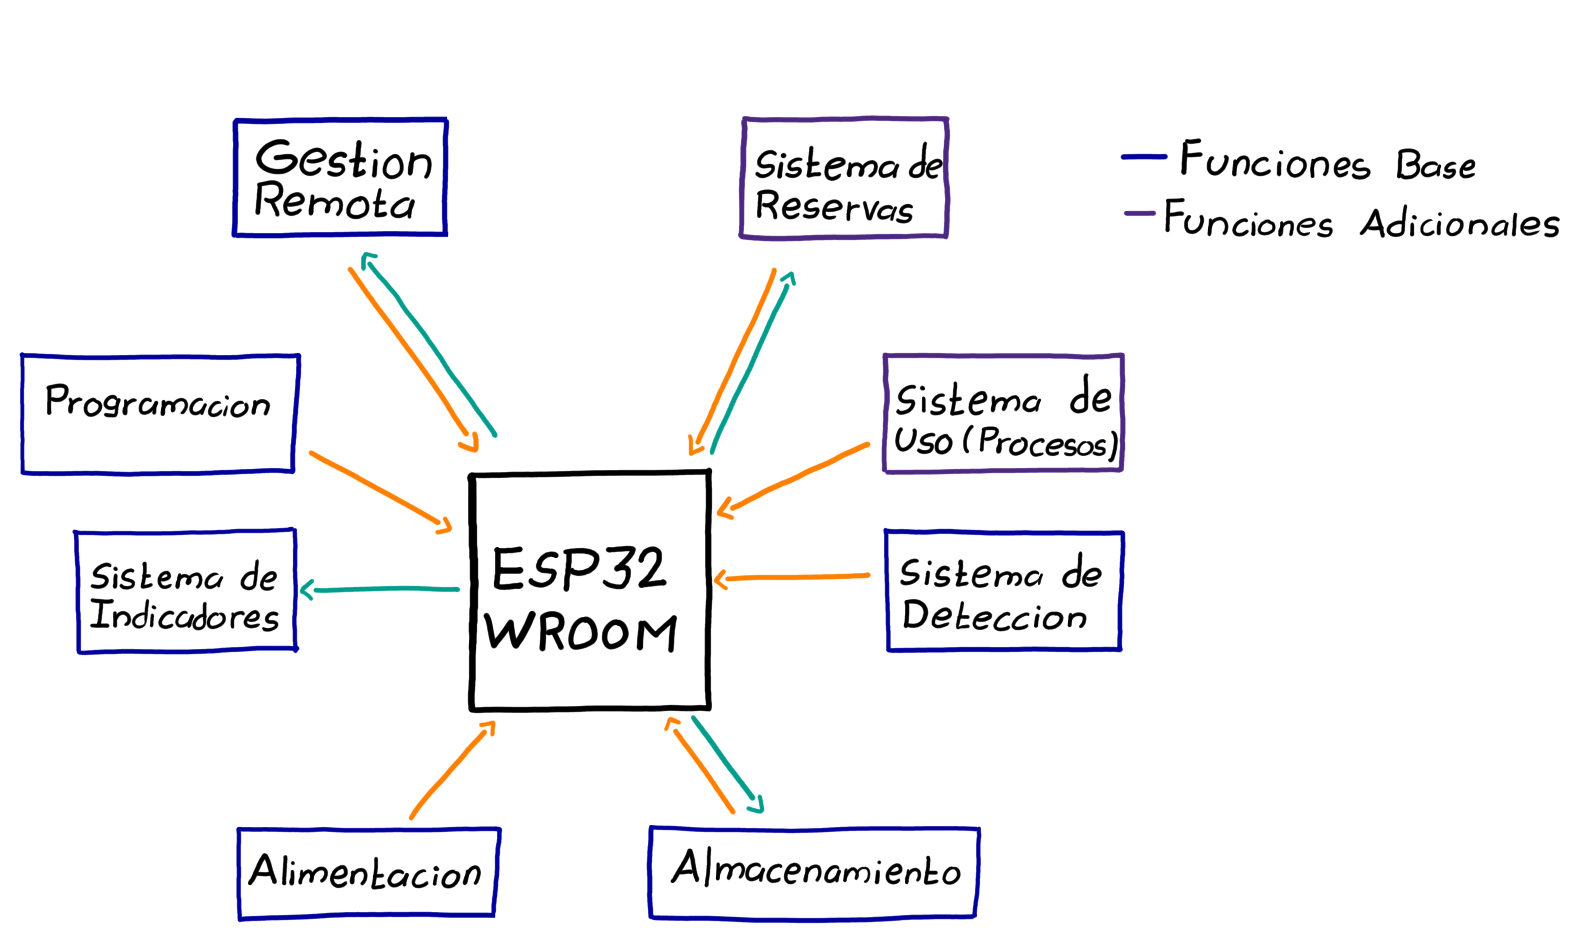 Gestion
Remota
Sistema de
Reservas
Funciones Base
Funciones Adicionales
Programacion
Sistema de
Uso (Procesos)
Sistema de
Indicadores
ESP32
WROOM
Sistema de
Deteccion
Alimentacion
Almacenamiento